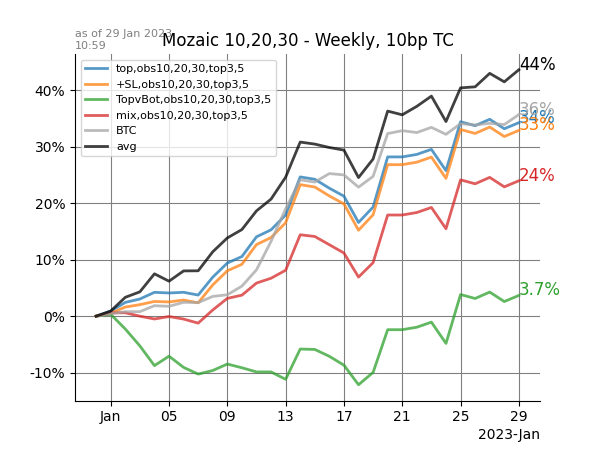 as of 29 Jan 2023
10:59
Mozaic 10,20,30 - Weekly, 10bp TC
top,obs10,20,30,top3,5
+SL,obs10,20,30,top3,5
TopvBot,obs10,20,30,top3,5
mix,obs10,20,30,top3,5
BTC
avg
44%
36%
34%
33%
24%
3.7%
40%
30%
20%
10%
0%
-10%
Jan 05 09 13 17 21 25 29
2023-Jan